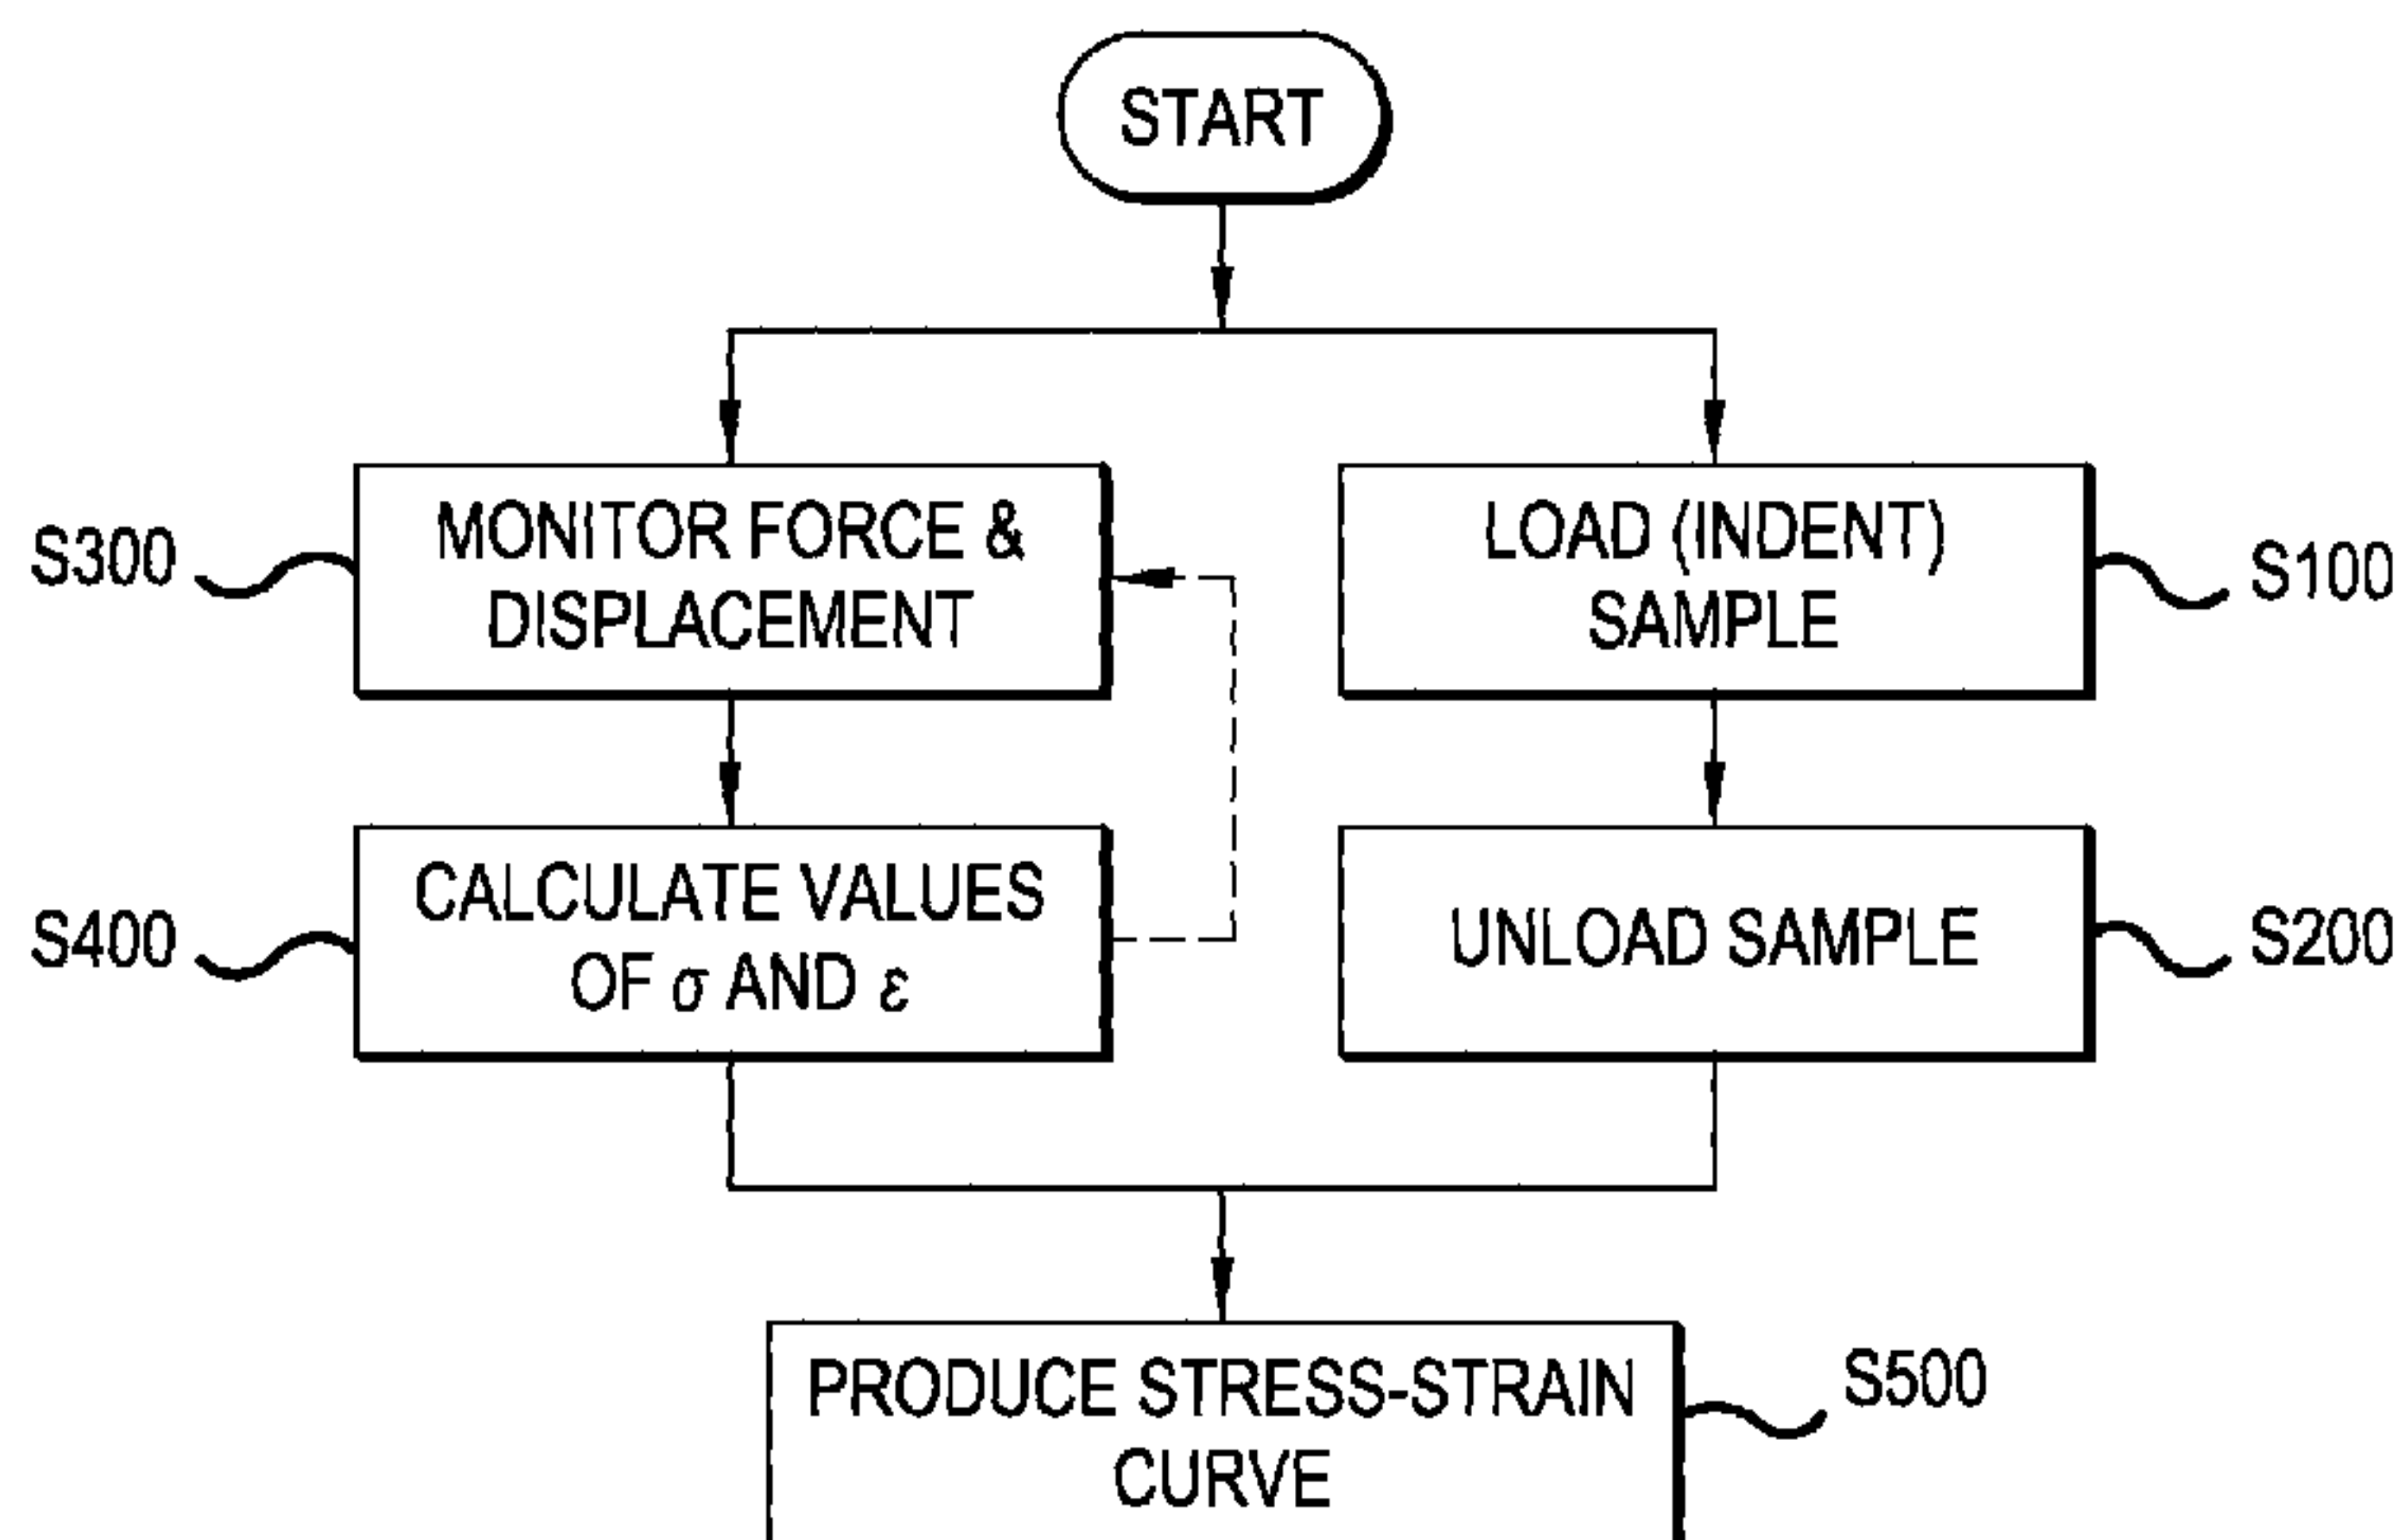 START
S300
MONITOR FORCE &
DISPLACEMENT
LOAD (INDENT)
SAMPLE
S100
S400
CALCULATE VALUES
OF σ AND ε
UNLOAD SAMPLE
S200
PRODUCE STRESS-STRAIN
CURVE
S500